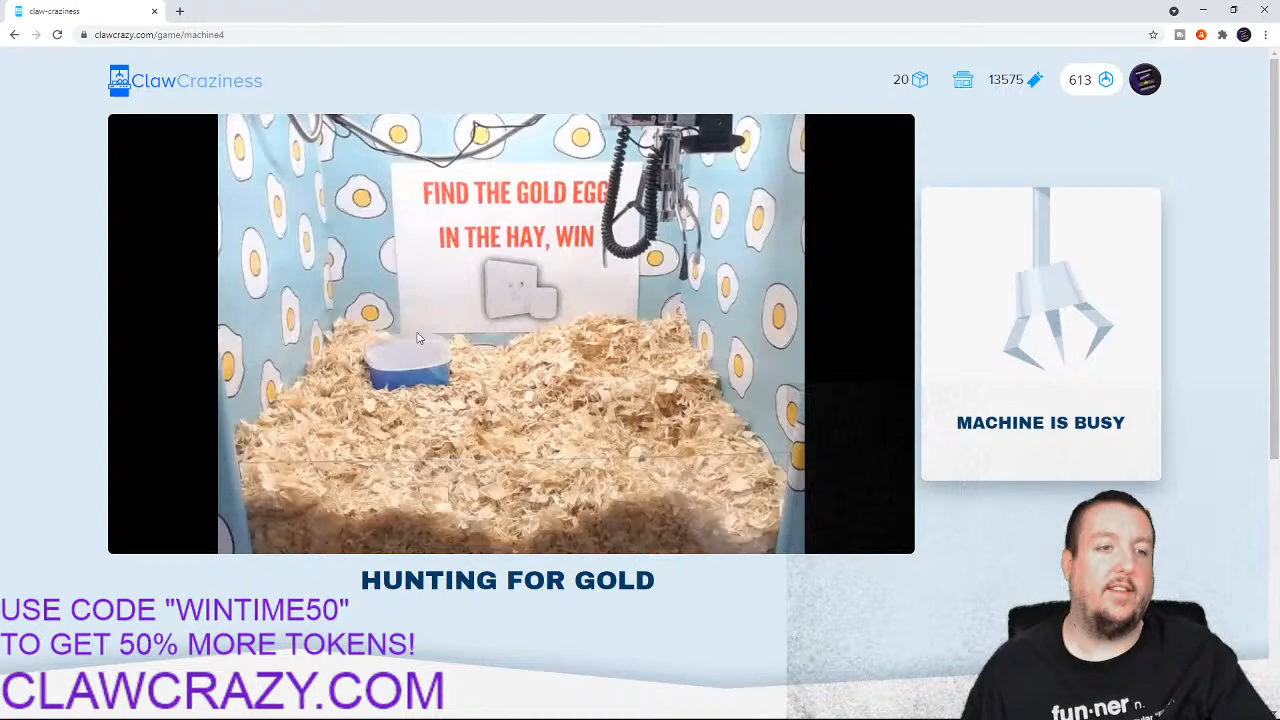 claw-craziness
clawcrazy.com/game/machine4
ClawCraziness
20
13575
613
FIND THE GOLD EGG
IN THE HAY, WIN
MACHINE IS BUSY
HUNTING FOR GOLD
USE CODE "WINTIME50"
TO GET 50% MORE TOKENS!
CLAWCRAZY.COM
fun·ner n.